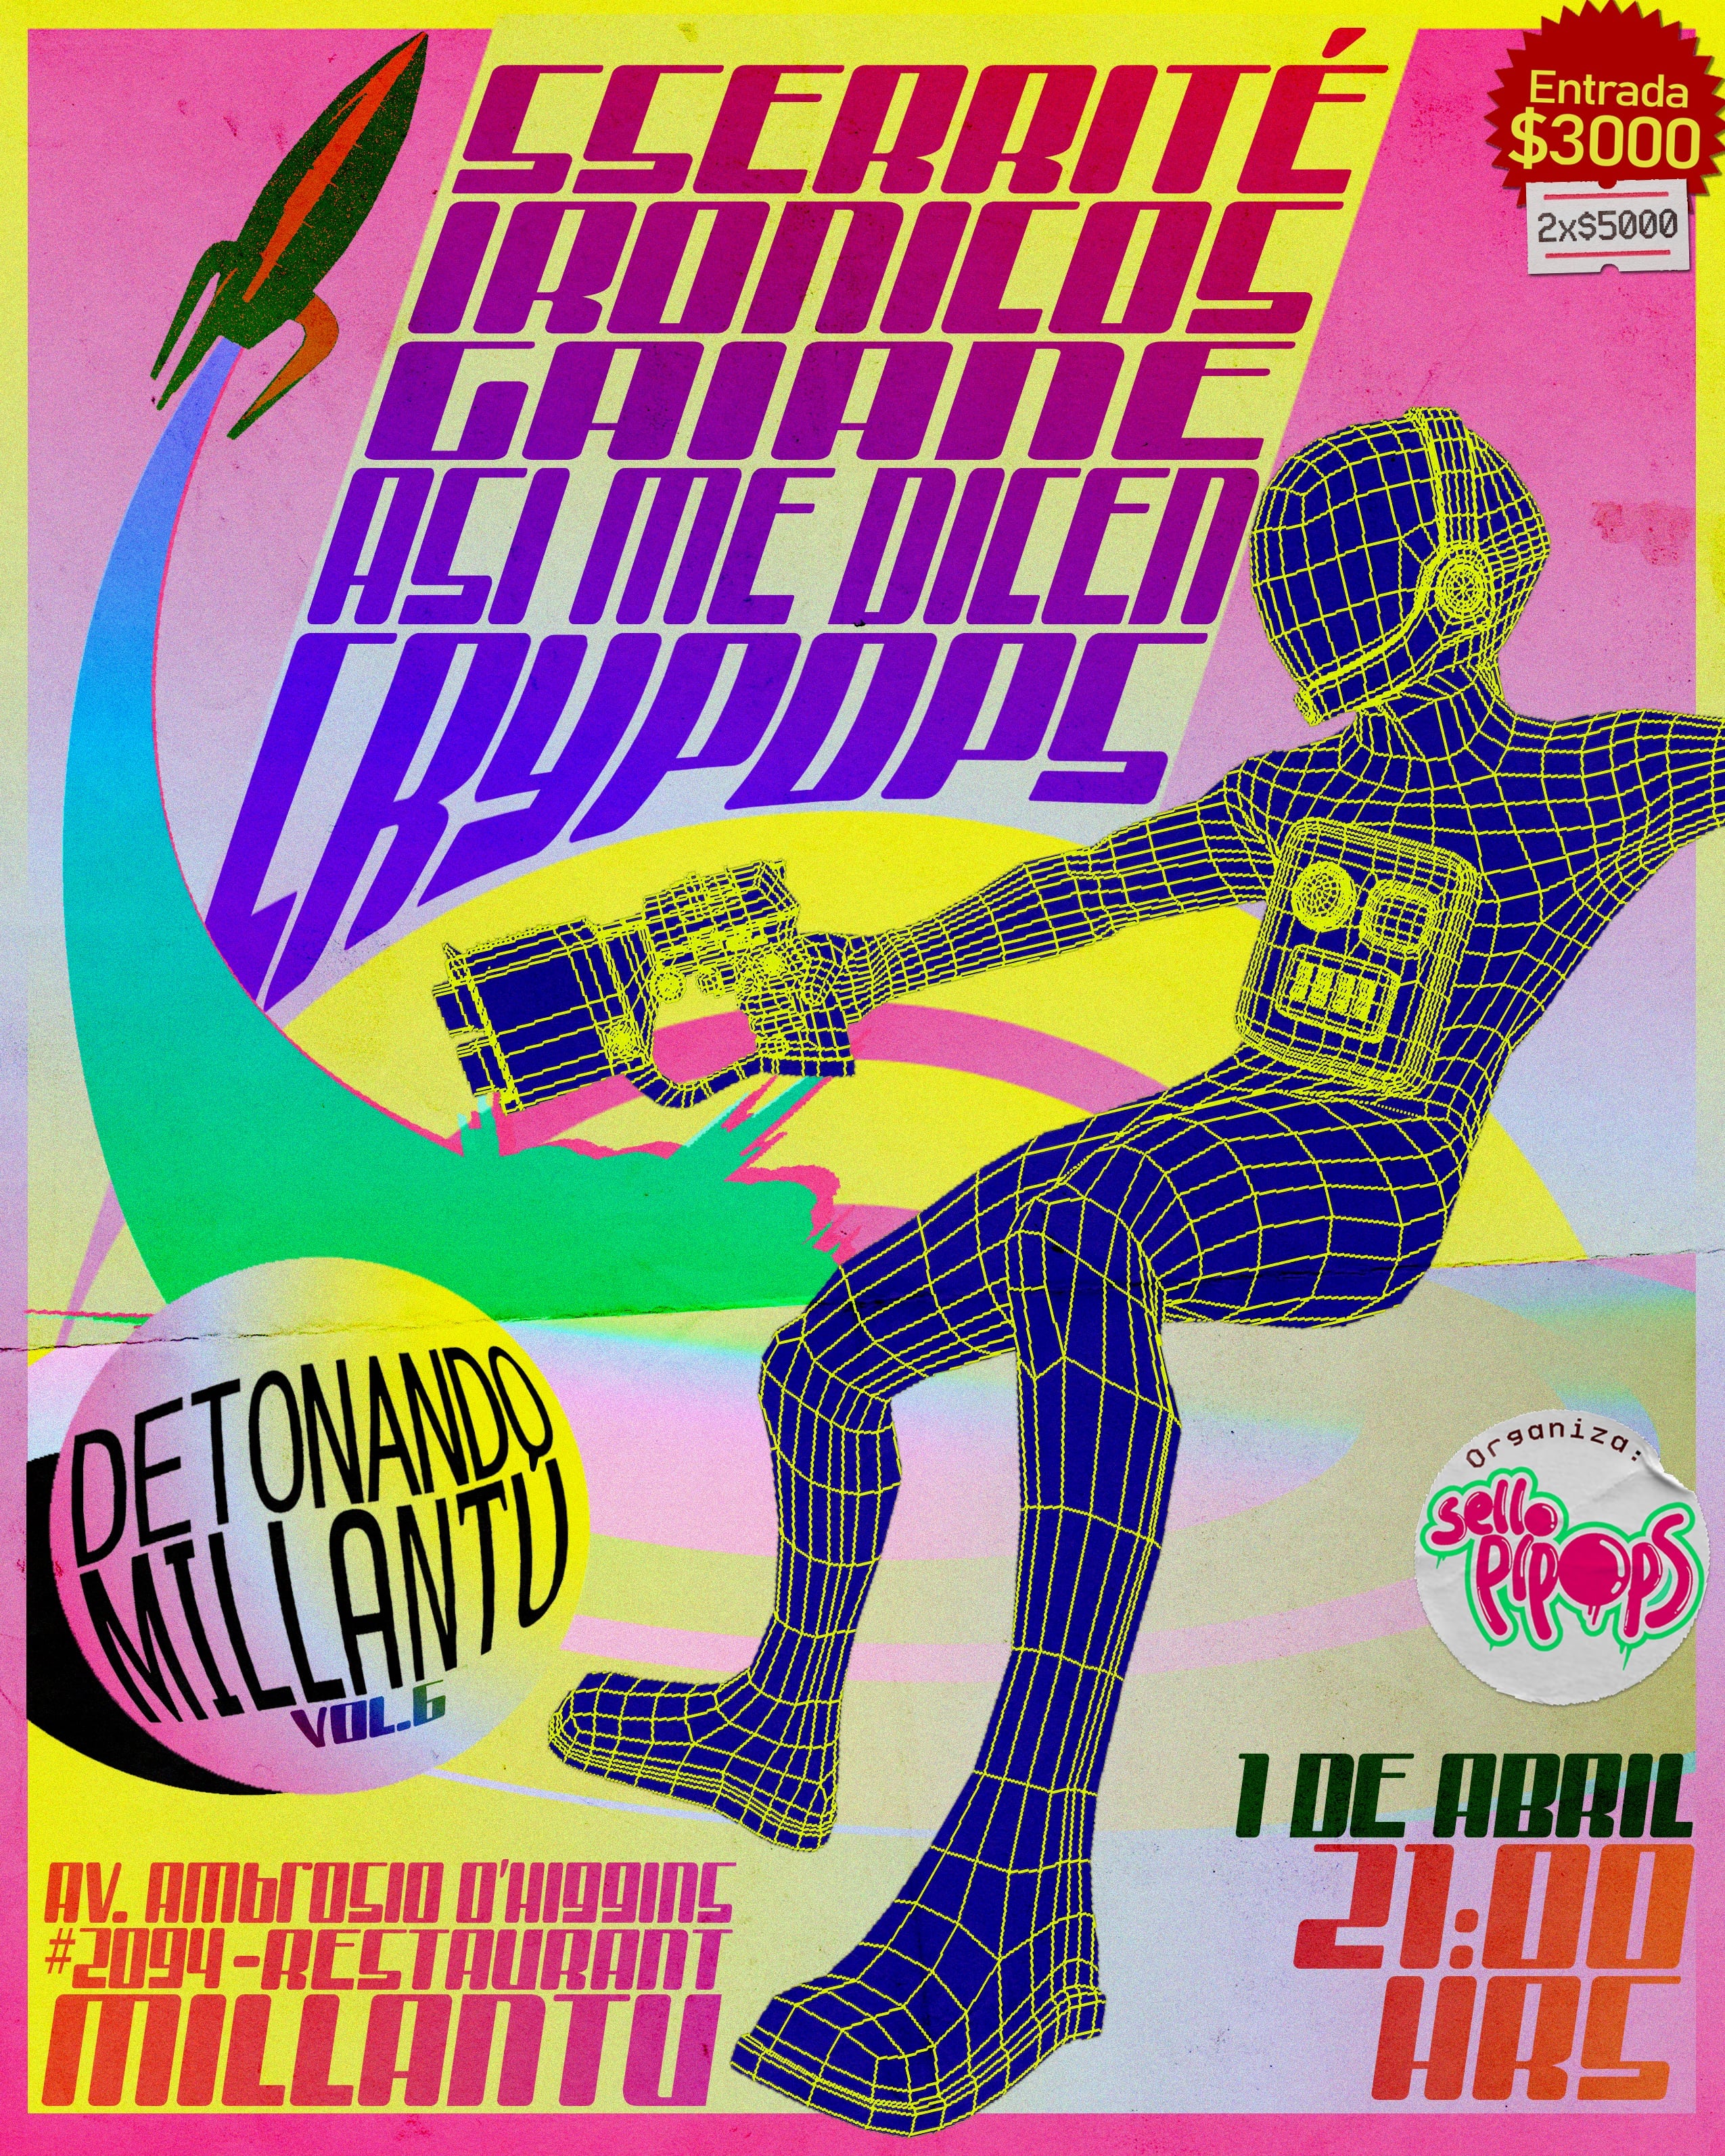 SSERRITÉ
IRONICOS
GAIANE
ASI ME DICEN
CRYPOPS
Entrada
$3000
2x$5000
DETONANDO
MILLANTÚ
VOL.6
Organiza:
sello
PIPOPS
1 DE ABRIL
21:00
HRS
AV. AMbrosio O'Higgins
#2094-RESTAURANT
MILLANTU